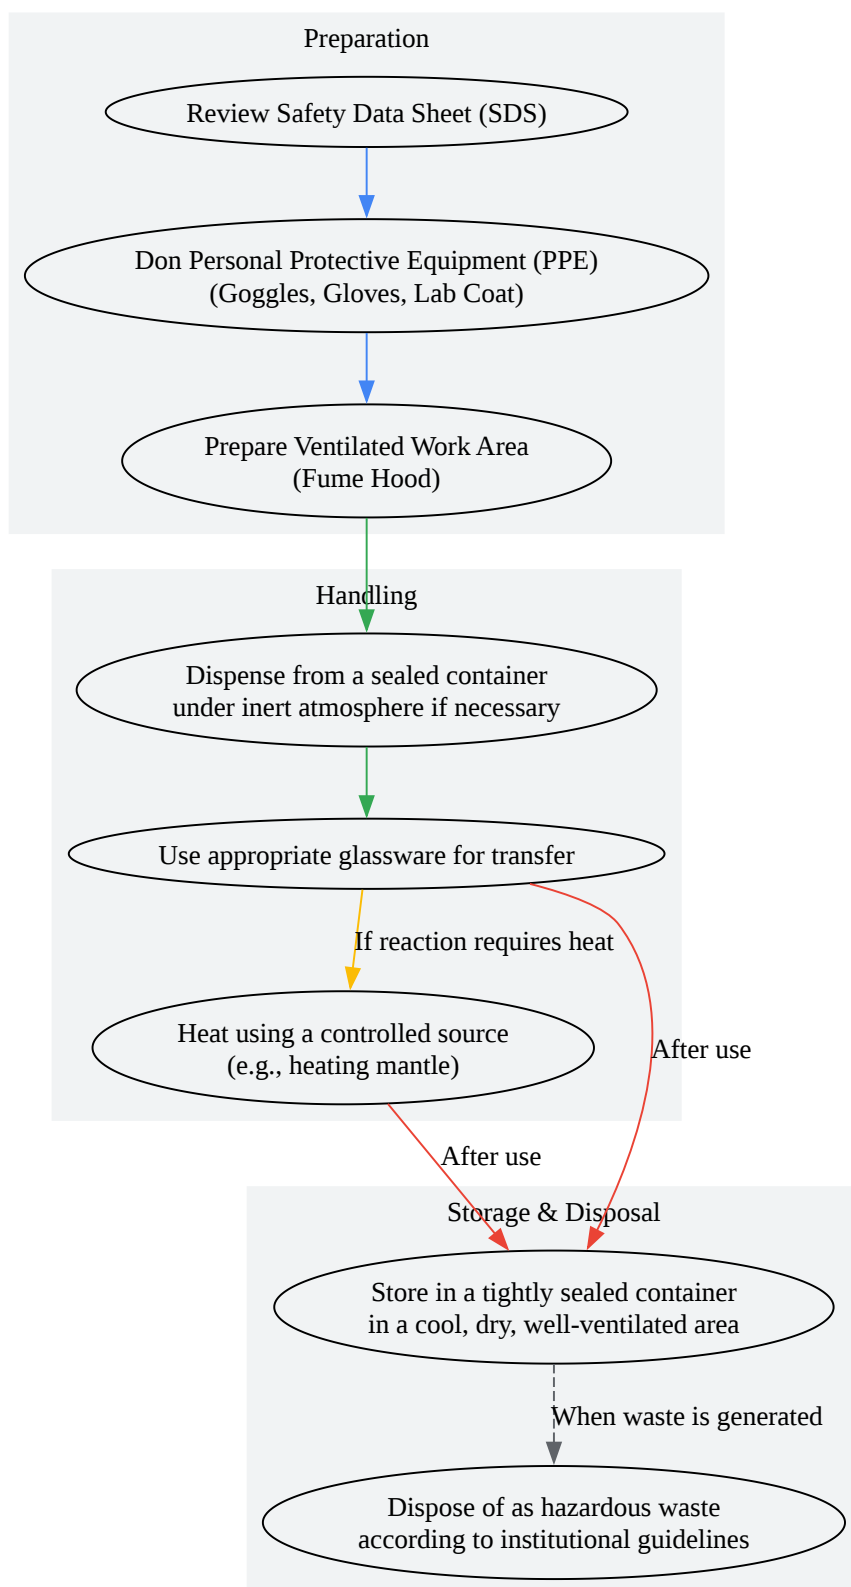 Preparation
Review Safety Data Sheet (SDS)
Don Personal Protective Equipment (PPE)
(Goggles, Gloves, Lab Coat)
Prepare Ventilated Work Area
(Fume Hood)
Handling
Dispense from a sealed container
under inert atmosphere if necessary
Use appropriate glassware for transfer
If reaction requires heat
Heat using a controlled source
(e.g., heating mantle)
After use
After use
Storage & Disposal
Store in a tightly sealed container
in a cool, dry, well-ventilated area
When waste is generated
Dispose of as hazardous waste
according to institutional guidelines